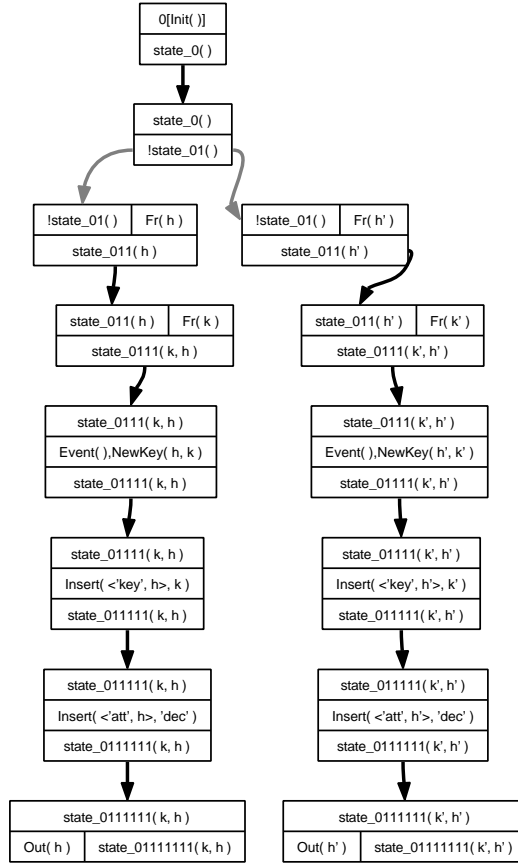 0[Init( )]
state_0( )
state_0( )
!state_01( )
!state_01( ) Fr( h )
state_011( h )
!state_01( ) Fr( h’ )
state_011( h’ )
state_011( h ) Fr( k )
state_0111( k, h )
state_011( h’ ) Fr( k’ )
state_0111( k’, h’ )
state_0111( k, h )
Event( ),NewKey( h, k )
state_01111( k, h )
state_0111( k’, h’ )
Event( ),NewKey( h’, k’ )
state_01111( k’, h’ )
state_01111( k, h )
Insert( <’key’, h>, k )
state_011111( k, h )
state_01111( k’, h’ )
Insert( <’key’, h’>, k’ )
state_011111( k’, h’ )
state_011111( k, h )
Insert( <’att’, h>, ’dec’ )
state_0111111( k, h )
state_011111( k’, h’ )
Insert( <’att’, h’>, ’dec’ )
state_0111111( k’, h’ )
state_0111111( k, h )
Out( h ) state_01111111( k, h )
state_0111111( k’, h’ )
Out( h’ ) state_01111111( k’, h’ )